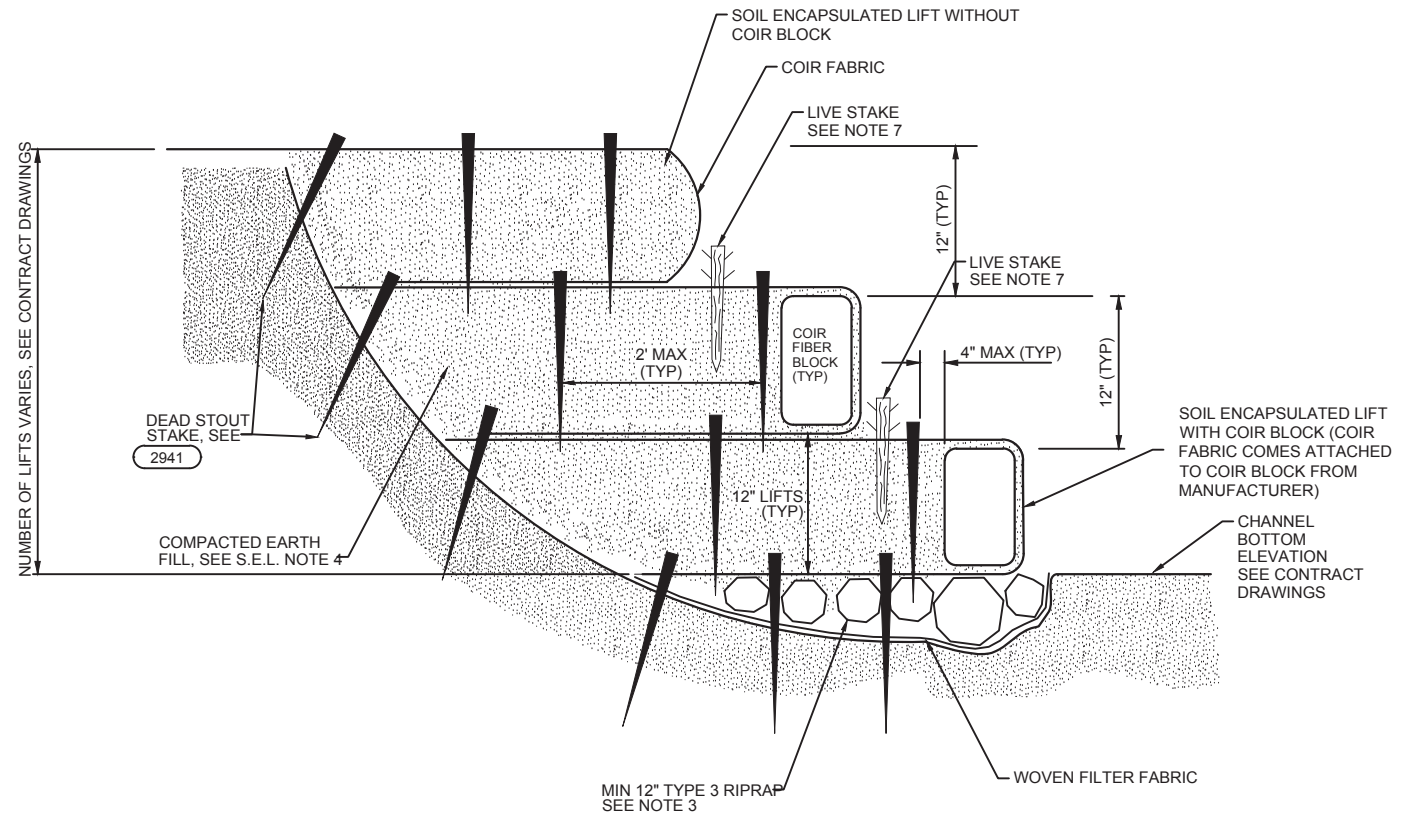 SOIL ENCAPSULATED LIFT WITHOUT
COIR BLOCK
COIR FABRIC
LIVE STAKE
SEE NOTE 7
12" (TYP)
LIVE STAKE
SEE NOTE 7
NUMBER OF LIFTS VARIES, SEE CONTRACT DRAWINGS
2' MAX
(TYP)
COIR
FIBER
BLOCK
(TYP)
4" MAX (TYP)
12" (TYP)
DEAD STOUT
STAKE, SEE
2941
SOIL ENCAPSULATED LIFT
WITH COIR BLOCK (COIR
FABRIC COMES ATTACHED
TO COIR BLOCK FROM
MANUFACTURER)
12" LIFTS
(TYP)
COMPACTED EARTH
FILL, SEE S.E.L. NOTE 4
CHANNEL
BOTTOM
ELEVATION
SEE CONTRACT
DRAWINGS
WOVEN FILTER FABRIC
MIN 12" TYPE 3 RIPRAP
SEE NOTE 3